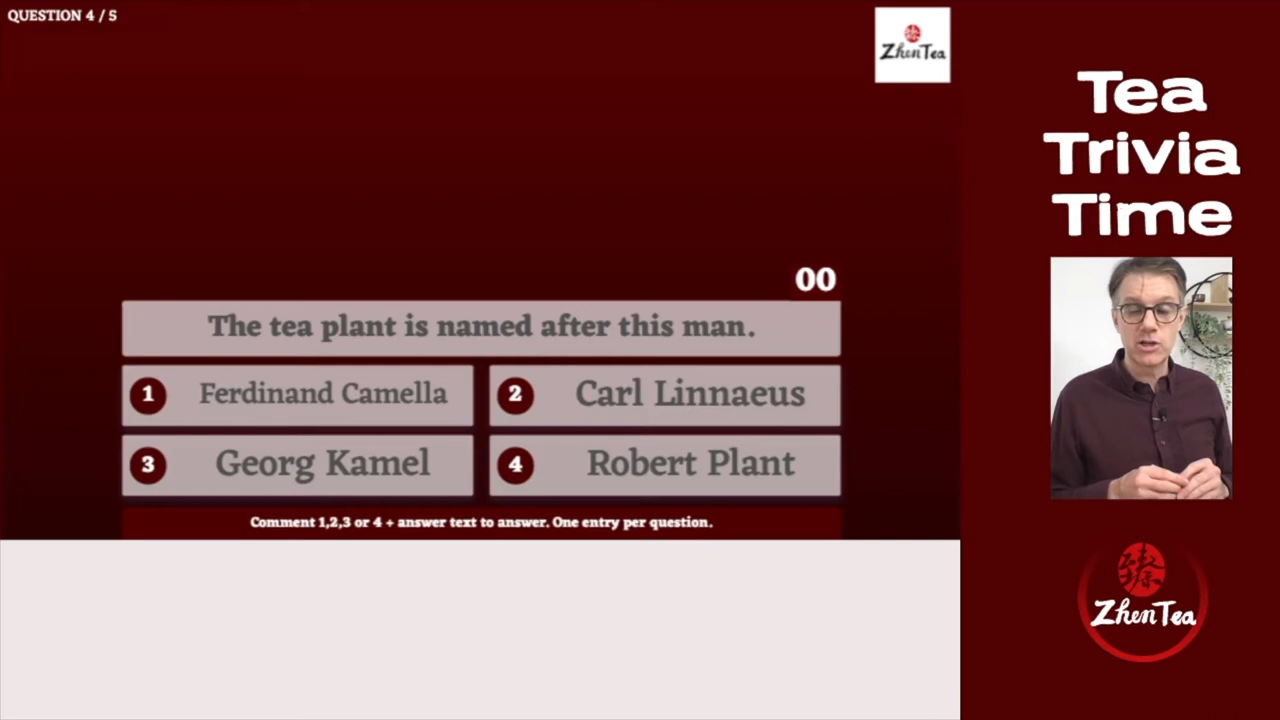 QUESTION 4 / 5
臻
Zhen Tea
Tea
Trivia
Time
00
The tea plant is named after this man.
1 Ferdinand Camella
2 Carl Linnaeus
3 Georg Kamel
4 Robert Plant
Comment 1,2,3 or 4 + answer text to answer. One entry per question.
臻
Zhen Tea